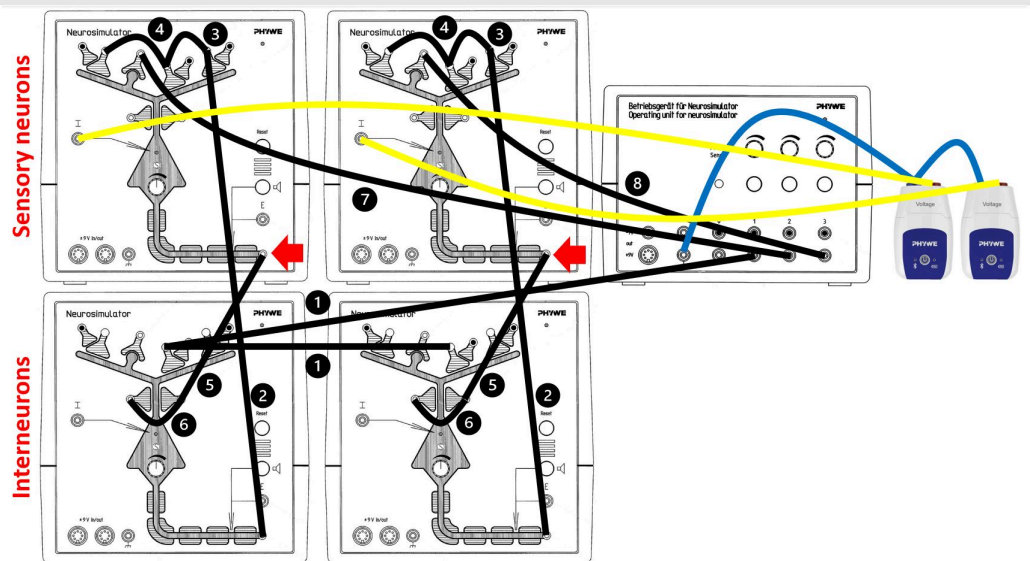 Sensory neurons
Neurosimulator
PHYWE
4
3
I
Reset
±9V In/out
Neurosimulator
PHYWE
4
3
I
Reset
E
±9V In/out
7
8
Betriebsgerät für Neurosimulator
Operating unit for neurosimulator
PHYWE
1
2
3
out
±9V
Voltage
PHYWE
Voltage
PHYWE
Interneurons
Neurosimulator
PHYWE
1
1
I
5
6
2
Reset
E
±9V In/out
Neurosimulator
PHYWE
I
5
6
2
Reset
E
±9V In/out